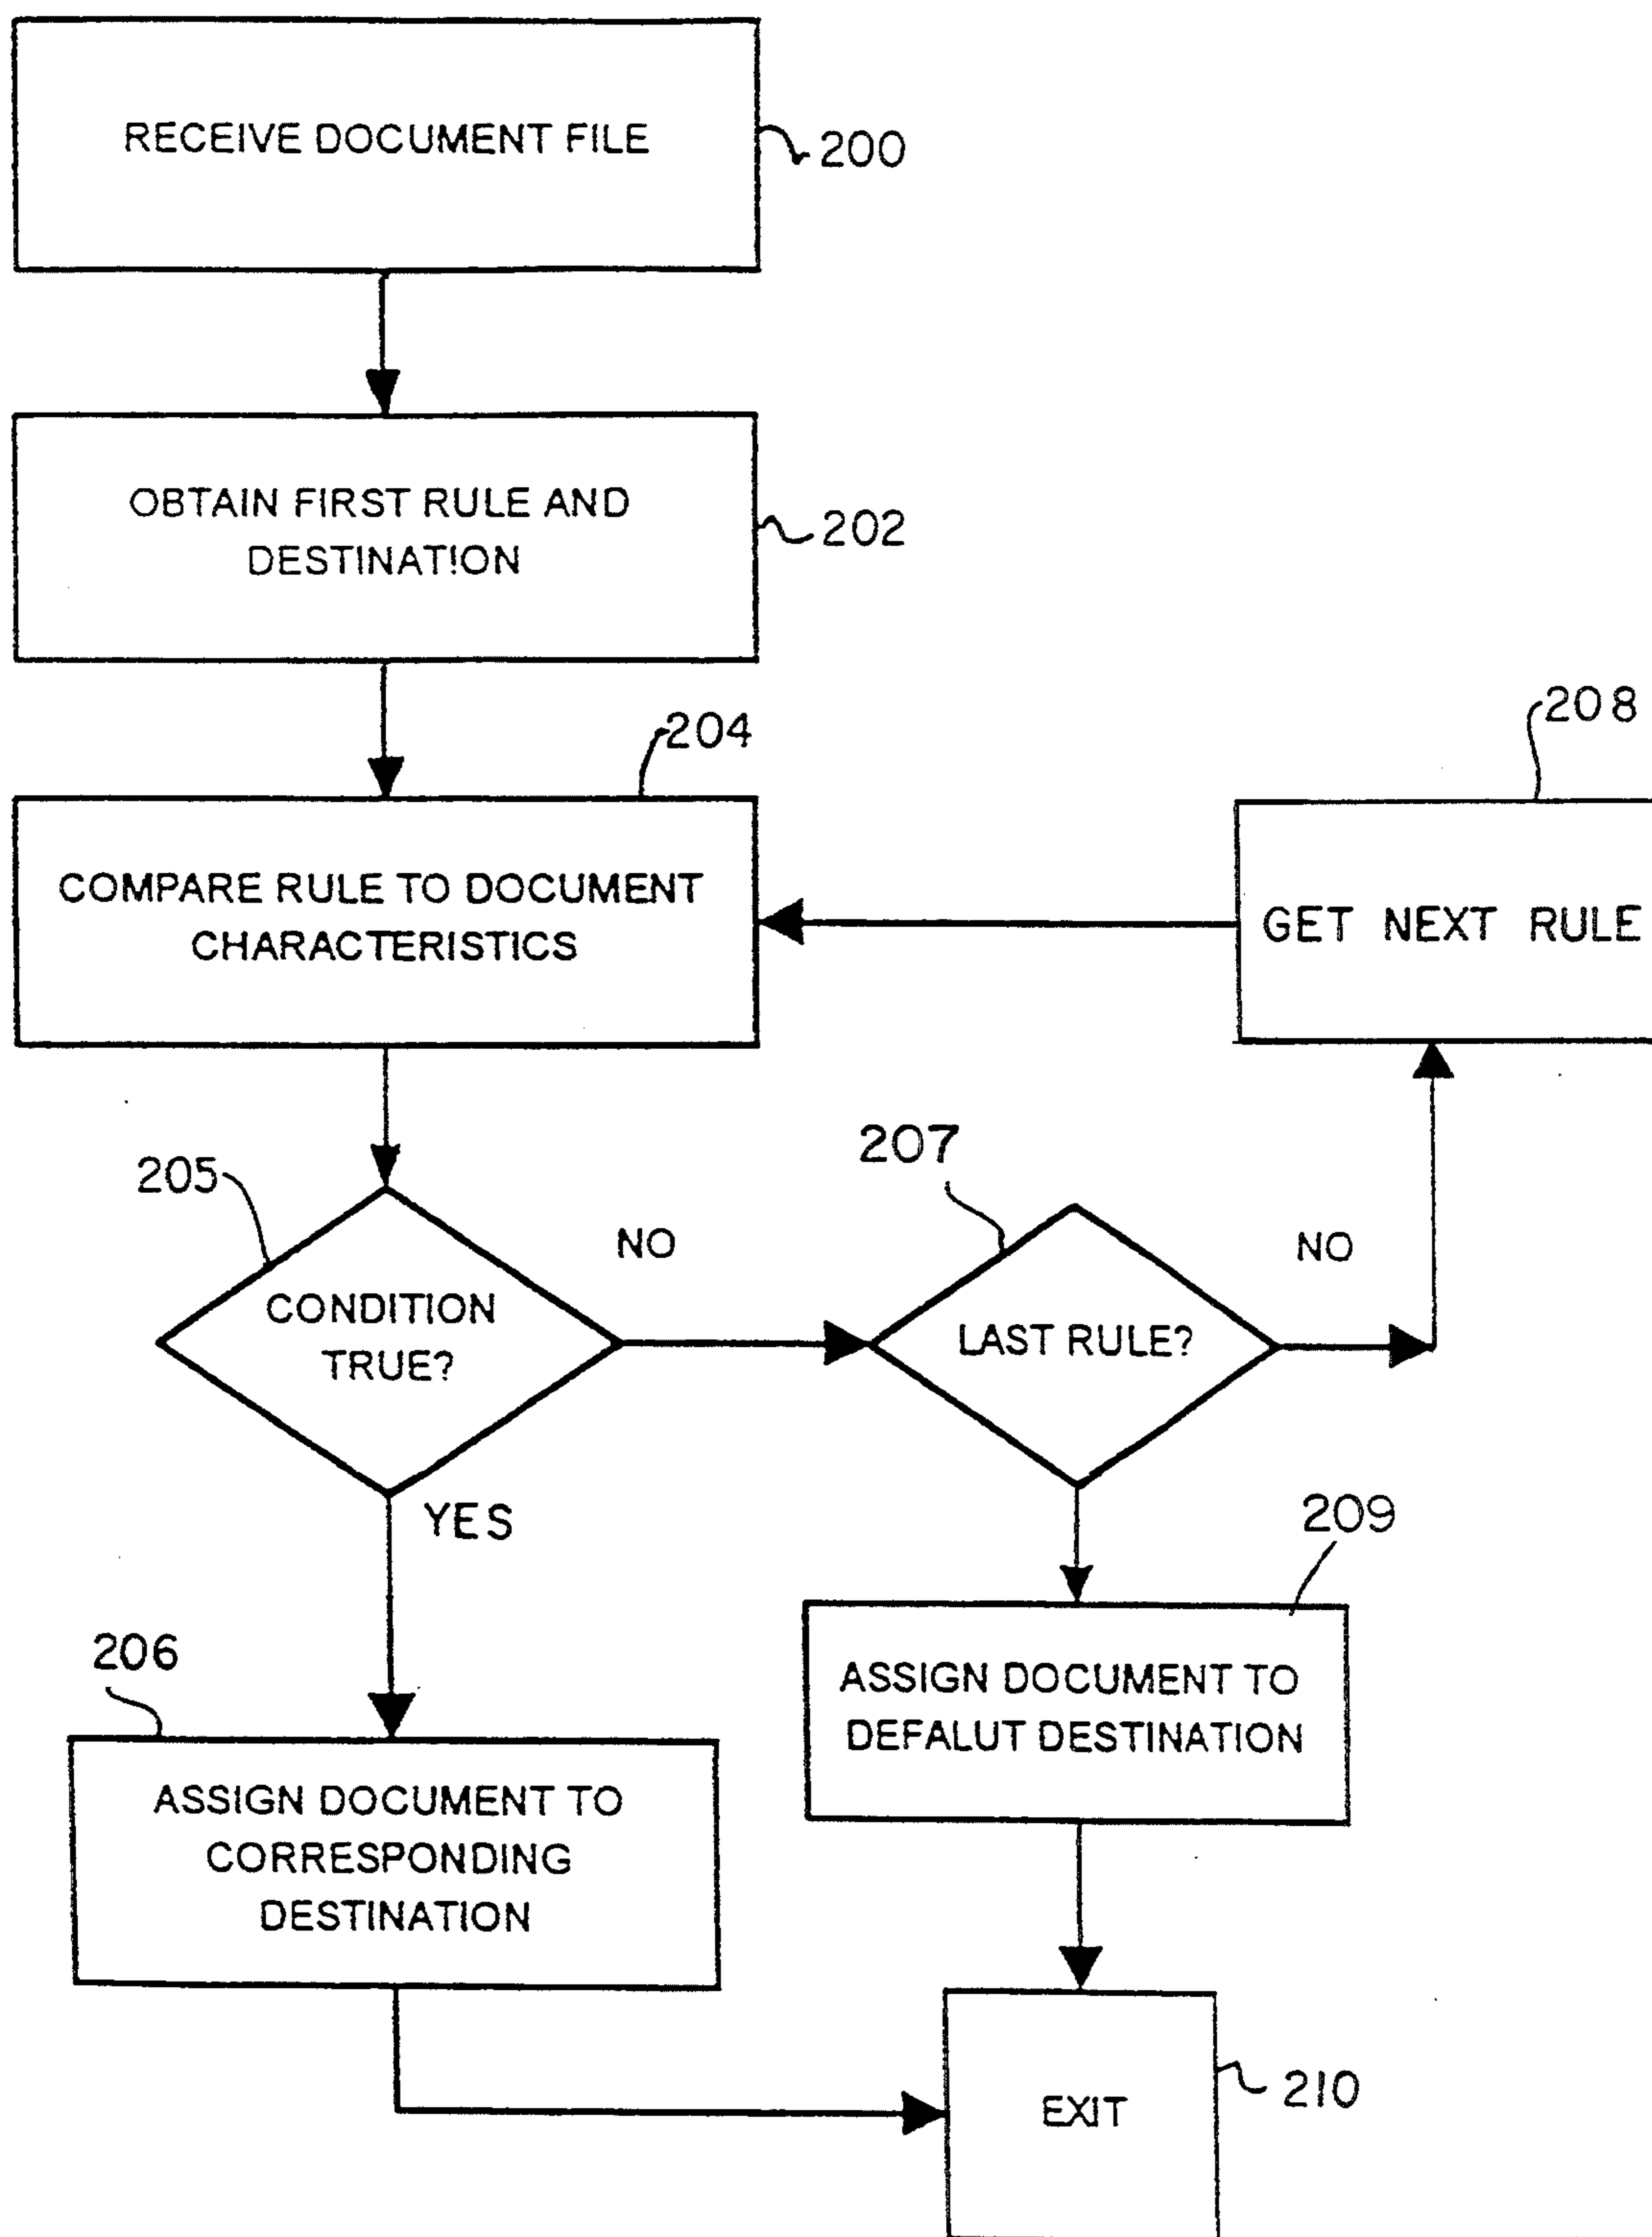 RECEIVE DOCUMENT FILE
200
OBTAIN FIRST RULE AND
DESTINATION
202
204
208
COMPARE RULE TO DOCUMENT
CHARACTERISTICS
GET NEXT RULE
205
207
NO
NO
CONDITION
TRUE?
LAST RULE?
YES
209
206
ASSIGN DOCUMENT TO
DEFALUT DESTINATION
ASSIGN DOCUMENT TO
CORRESPONDING
DESTINATION
EXIT
210